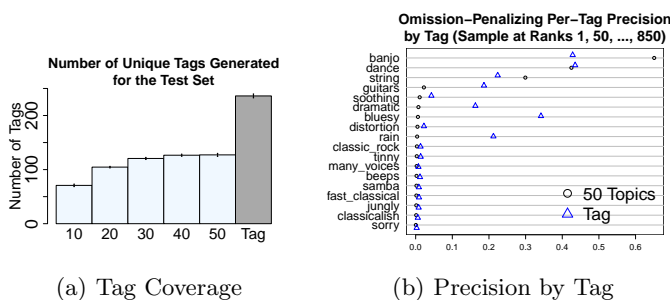 Number of Unique Tags Generated
for the Test Set
Number of Tags
0
100
200
10 20 30 40 50 Tag
(a) Tag Coverage
Omission−Penalizing Per−Tag Precision
by Tag (Sample at Ranks 1, 50, ..., 850)
banjo
dance
string
guitars
soothing
dramatic
bluesy
distortion
rain
classic_rock
tinny
many_voices
beeps
samba
fast_classical
jungly
classicalish
sorry
50 Topics
Tag
0.0 0.1 0.2 0.3 0.4 0.5 0.6
(b) Precision by Tag